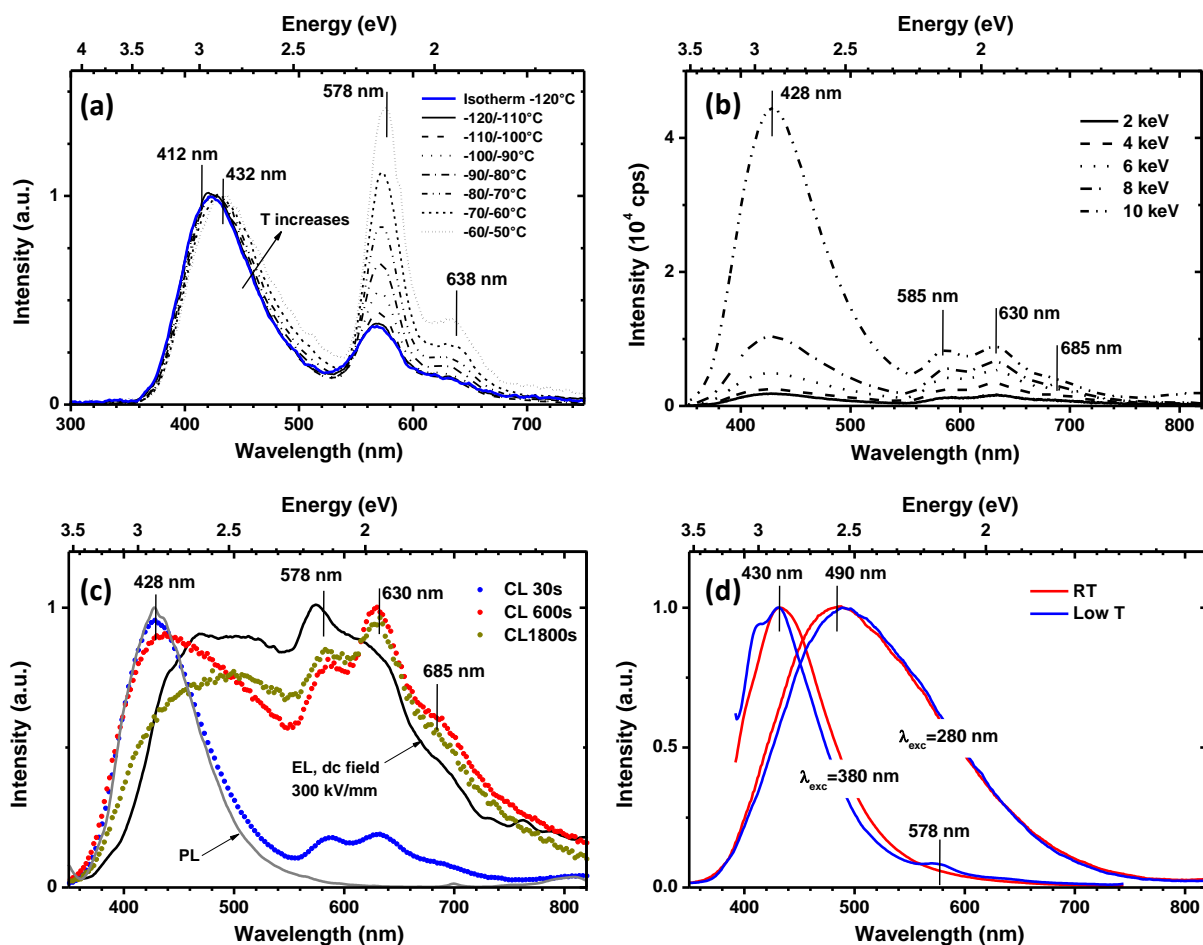 Energy (eV)
4 3.5 3 2.5 2
(a)
578 nm
Isotherm -120°C
-120/-110°C
-110/-100°C
-100/-90°C
-90/-80°C
-80/-70°C
-70/-60°C
-60/-50°C
412 nm
432 nm
T increases
638 nm
Intensity (a.u.)
1
0
300 400 500 600 700
Wavelength (nm)
Energy (eV)
3.5 3 2.5 2
(b)
428 nm
2 keV
4 keV
6 keV
8 keV
10 keV
585 nm
630 nm
685 nm
Intensity (10⁴ cps)
4
2
0
400 500 600 700 800
Wavelength (nm)
Energy (eV)
3.5 3 2.5 2
(c)
428 nm
578 nm
630 nm
CL 30s
CL 600s
CL1800s
685 nm
EL, dc field
300 kV/mm
PL
Intensity (a.u.)
1
0
400 500 600 700 800
Wavelength (nm)
Energy (eV)
3.5 3 2.5 2
(d)
430 nm
490 nm
RT
Low T
λexc=280 nm
λexc=380 nm
578 nm
Intensity (a.u.)
1.0
0.5
0.0
400 500 600 700 800
Wavelength (nm)